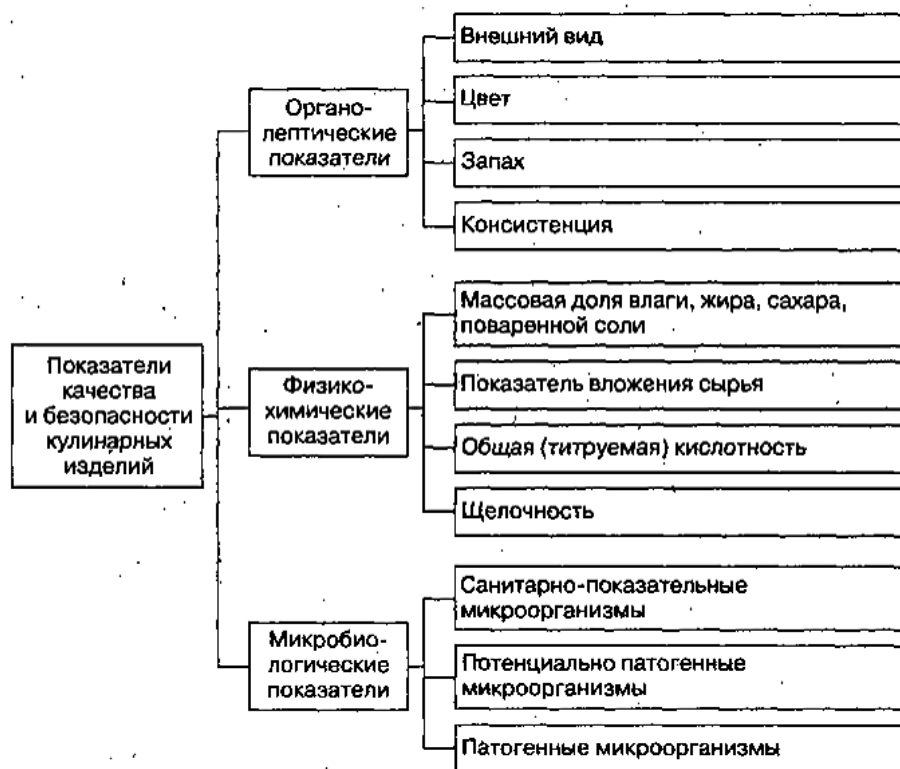 Показатели
качества
и безопасности
кулинарных
изделий
Органо-
лептические
показатели
Внешний вид
Цвет
Запах
Консистенция
Физико-
химические
показатели
Массовая доля влаги, жира, сахара,
поваренной соли
Показатель вложения сырья
Общая (титруемая) кислотность
Щелочность
Микробио-
логические
показатели
Санитарно-показательные
микроорганизмы
Потенциально патогенные
микроорганизмы
Патогенные микроорганизмы